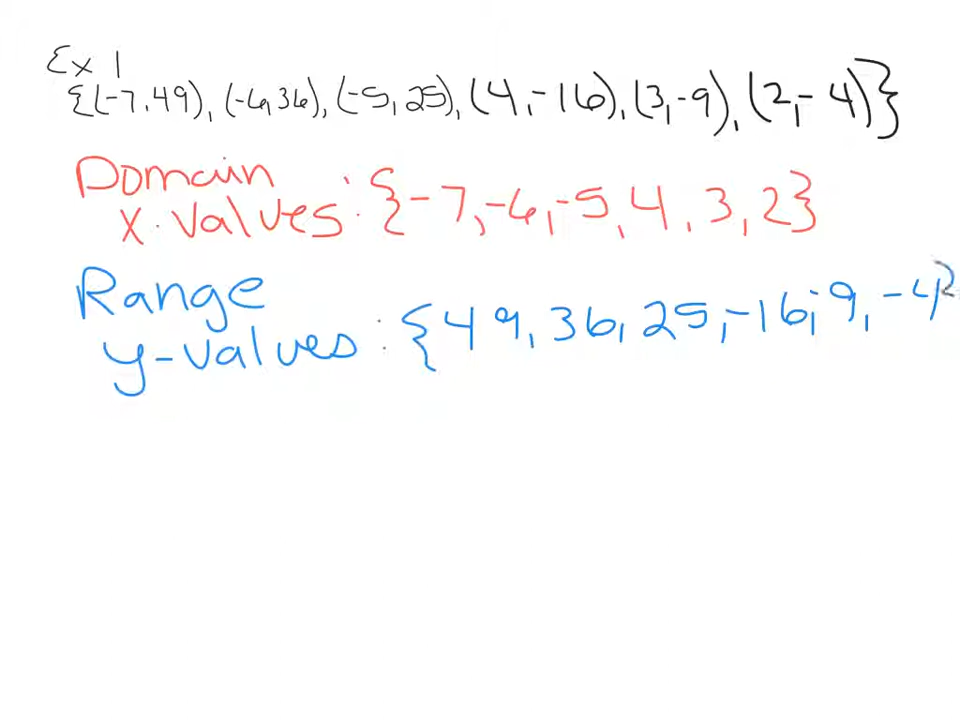 Ex 1
{(-7,49), (-6,36), (-5,25), (4,-16), (3,-9), (2,-4)}
Domain
x-values: {-7,-6,-5,4,3,2}
Range
y-values: {49,36,25,-16,-9,-4}